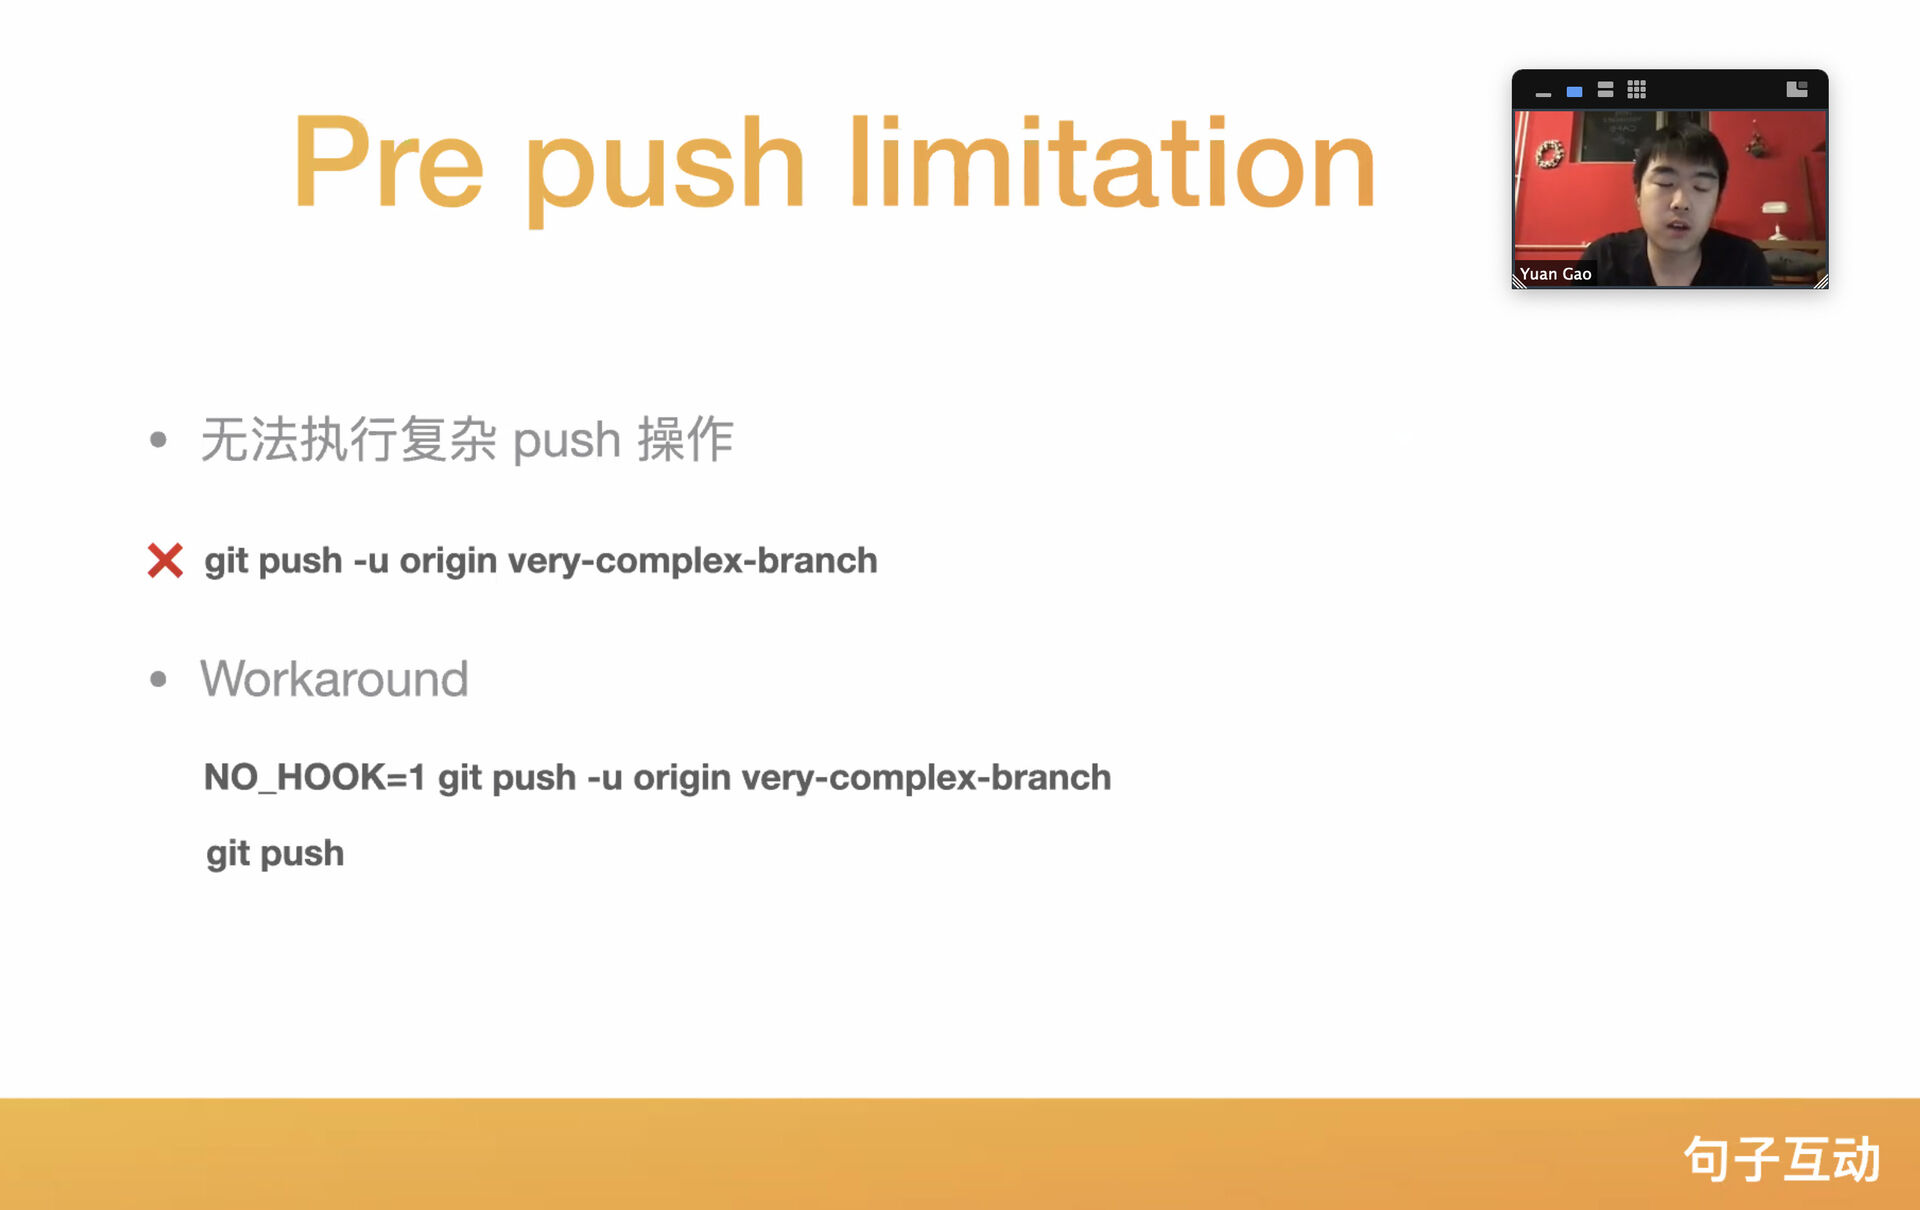 Pre push limitation
Yuan Gao
• 无法执行复杂 push 操作
❌ git push -u origin very-complex-branch
• Workaround
NO_HOOK=1 git push -u origin very-complex-branch
git push
句子互动